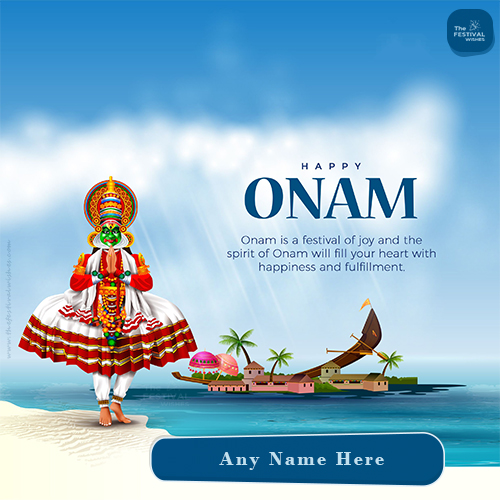 The
FESTIVAL
WISHES
HAPPY
ONAM
Onam is a festival of joy and the
spirit of Onam will fill your heart with
happiness and fulfillment.
Any Name Here